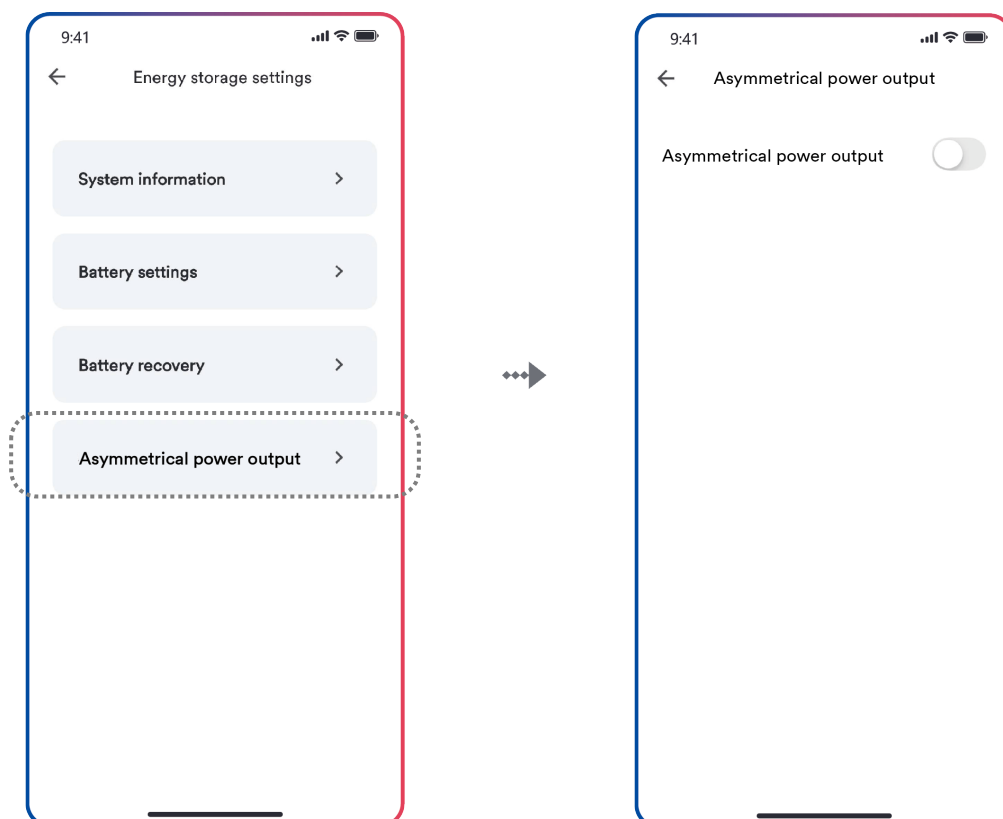 9:41
Energy storage settings
System information
Battery settings
Battery recovery
Asymmetrical power output
9:41
Asymmetrical power output
Asymmetrical power output